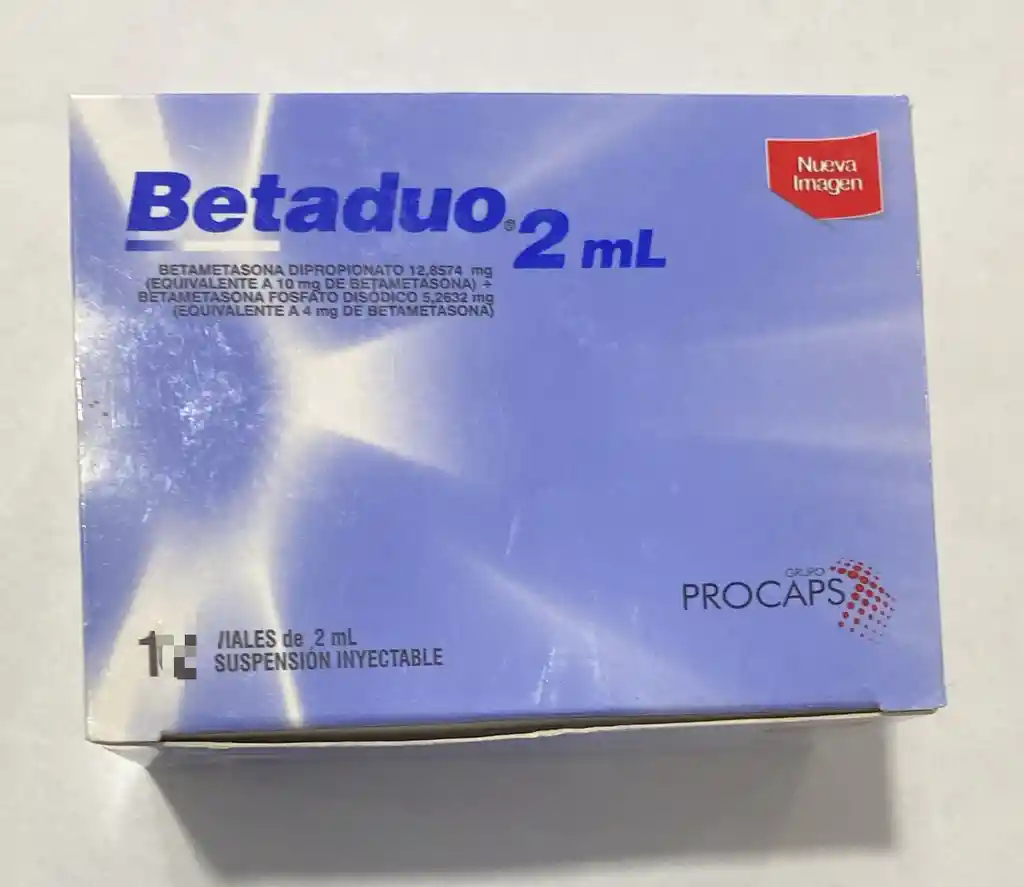 Nueva
Imagen
Betaduo® 2 mL
BETAMETASONA DIPROPIONATO 12,8574 mg
(EQUIVALENTE A 10 mg DE BETAMETASONA) +
BETAMETASONA FOSFATO DISÓDICO 5,2632 mg
(EQUIVALENTE A 4 mg DE BETAMETASONA)
GRUPO
PROCAPS
de 2 mL
SUSPENSIÓN INYECTABLE